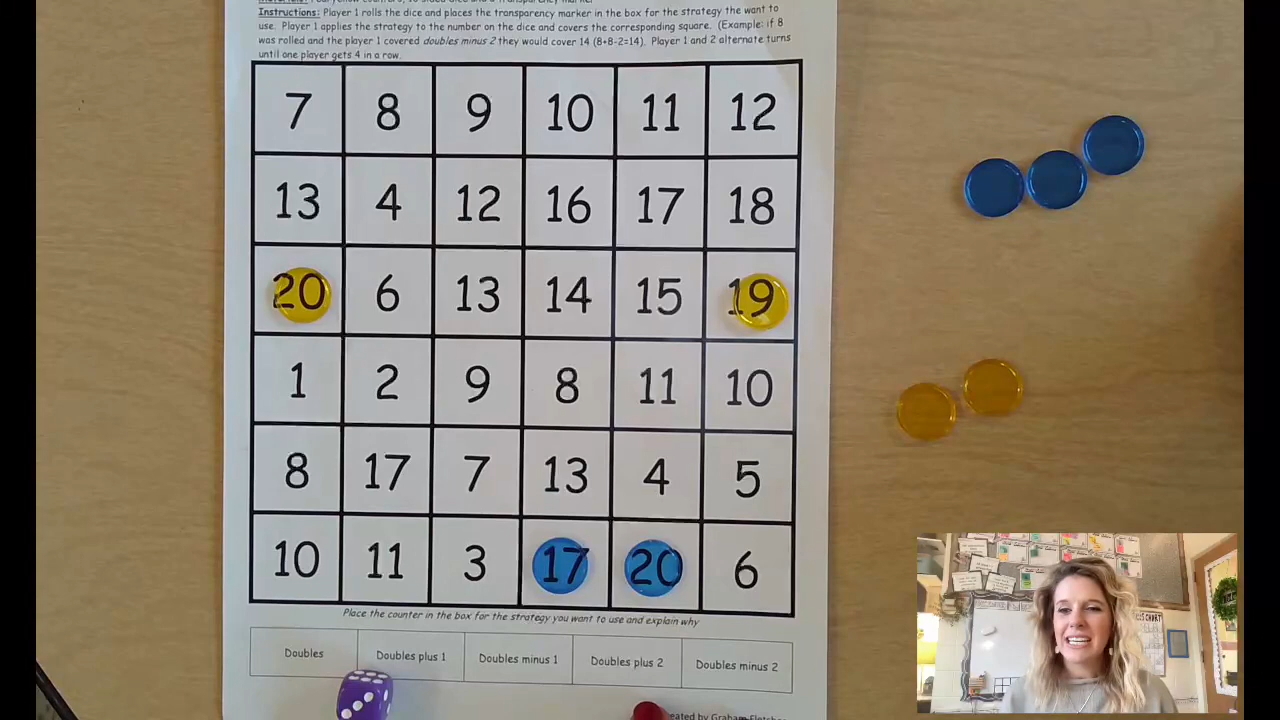 Instructions: Player 1 rolls the dice and places the transparency marker in the box for the strategy the want to
use. Player 1 applies the strategy to the number on the dice and covers the corresponding square. (Example: if 8
was rolled and the player 1 covered doubles minus 2 they would cover 14 (8+8-2=14). Player 1 and 2 alternate turns
until one player gets 4 in a row.
7 8 9 10 11 12
13 4 12 16 17 18
20 6 13 14 15 19
1 2 9 8 11 10
8 17 7 13 4 5
10 11 3 17 20 6
Place the counter in the box for the strategy you want to use and explain why
Doubles Doubles plus 1 Doubles minus 1 Doubles plus 2 Doubles minus 2
by Graham